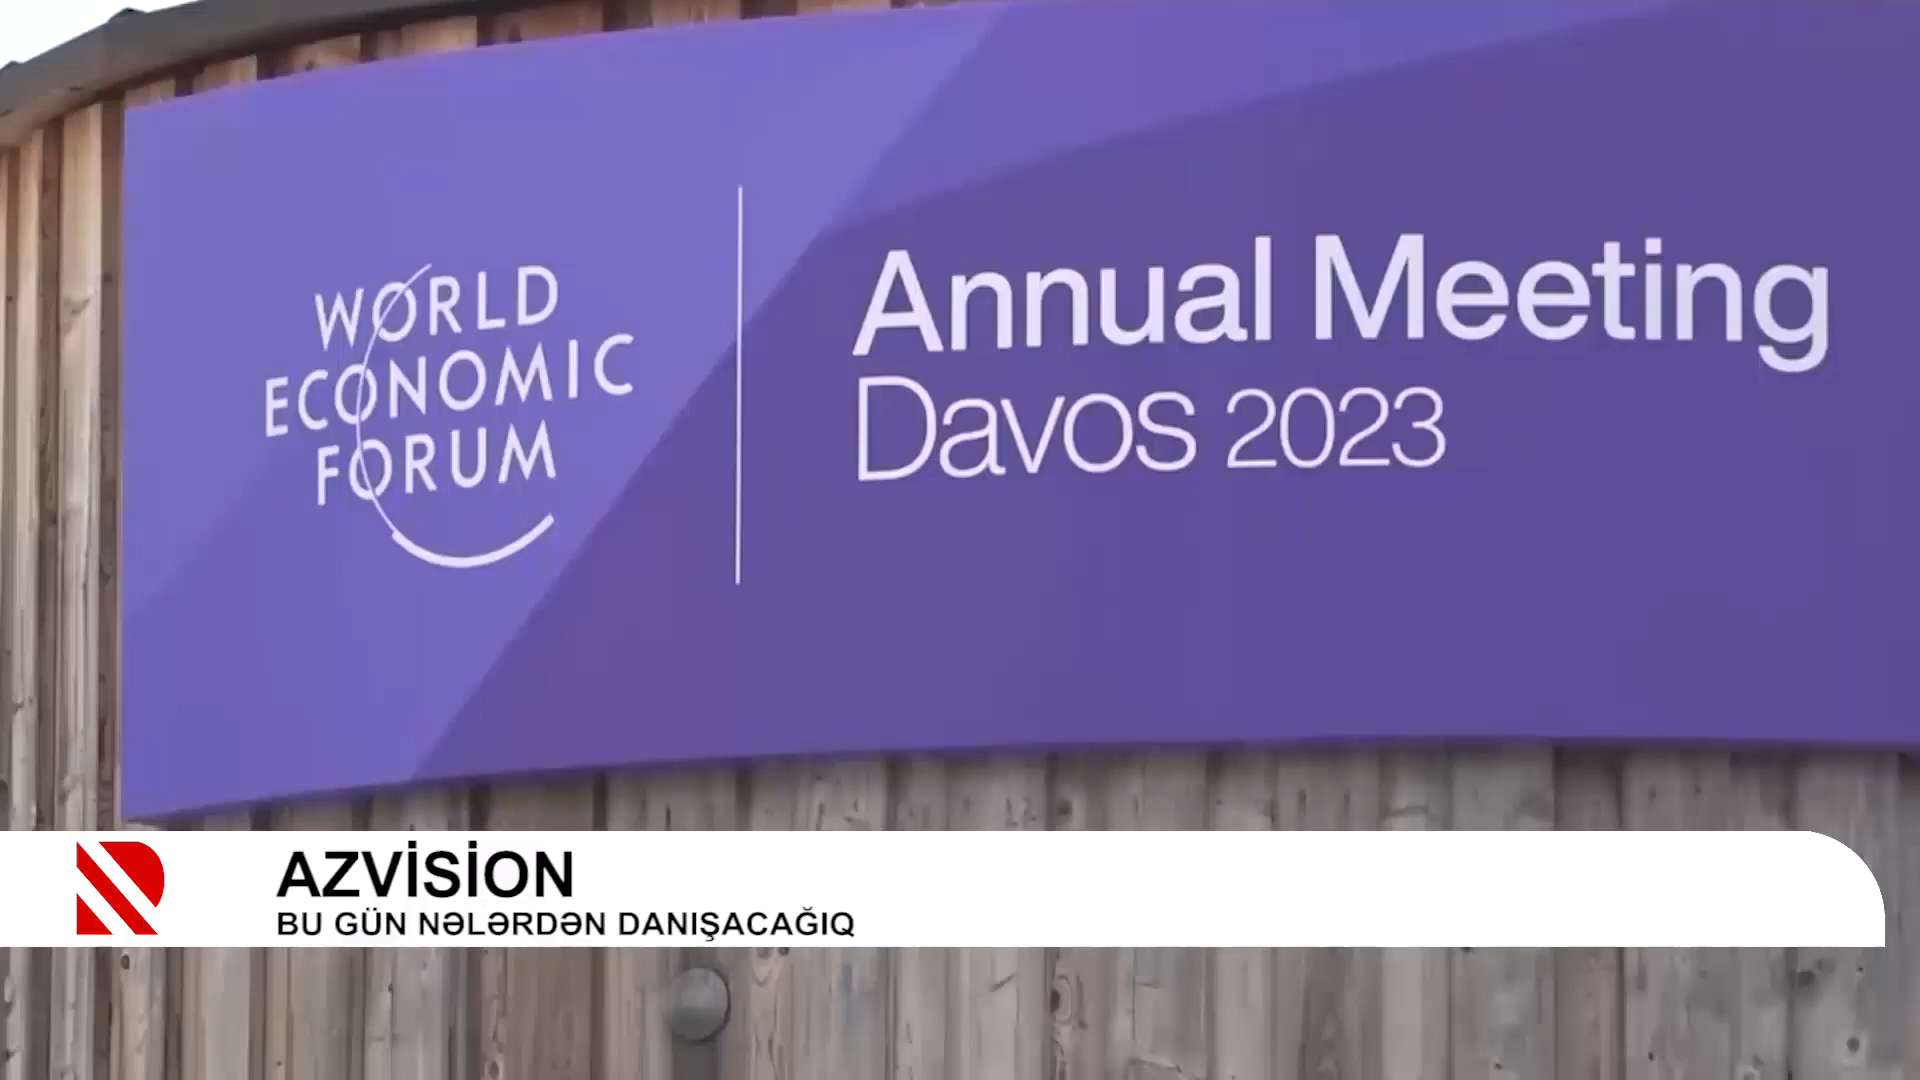 WORLD
ECONOMIC
FORUM
Annual Meeting
Davos 2023
AZVİSİON
BU GÜN NƏLƏRDƏN DANIŞACAĞIQ